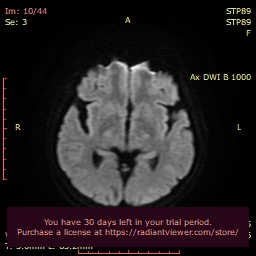 Im: 10/44
Se: 3
STP89
STP89
F
A
Ax DWI B 1000
R
L
You have 30 days left in your trial period.
Purchase a license at https://radiantviewer.com/store/